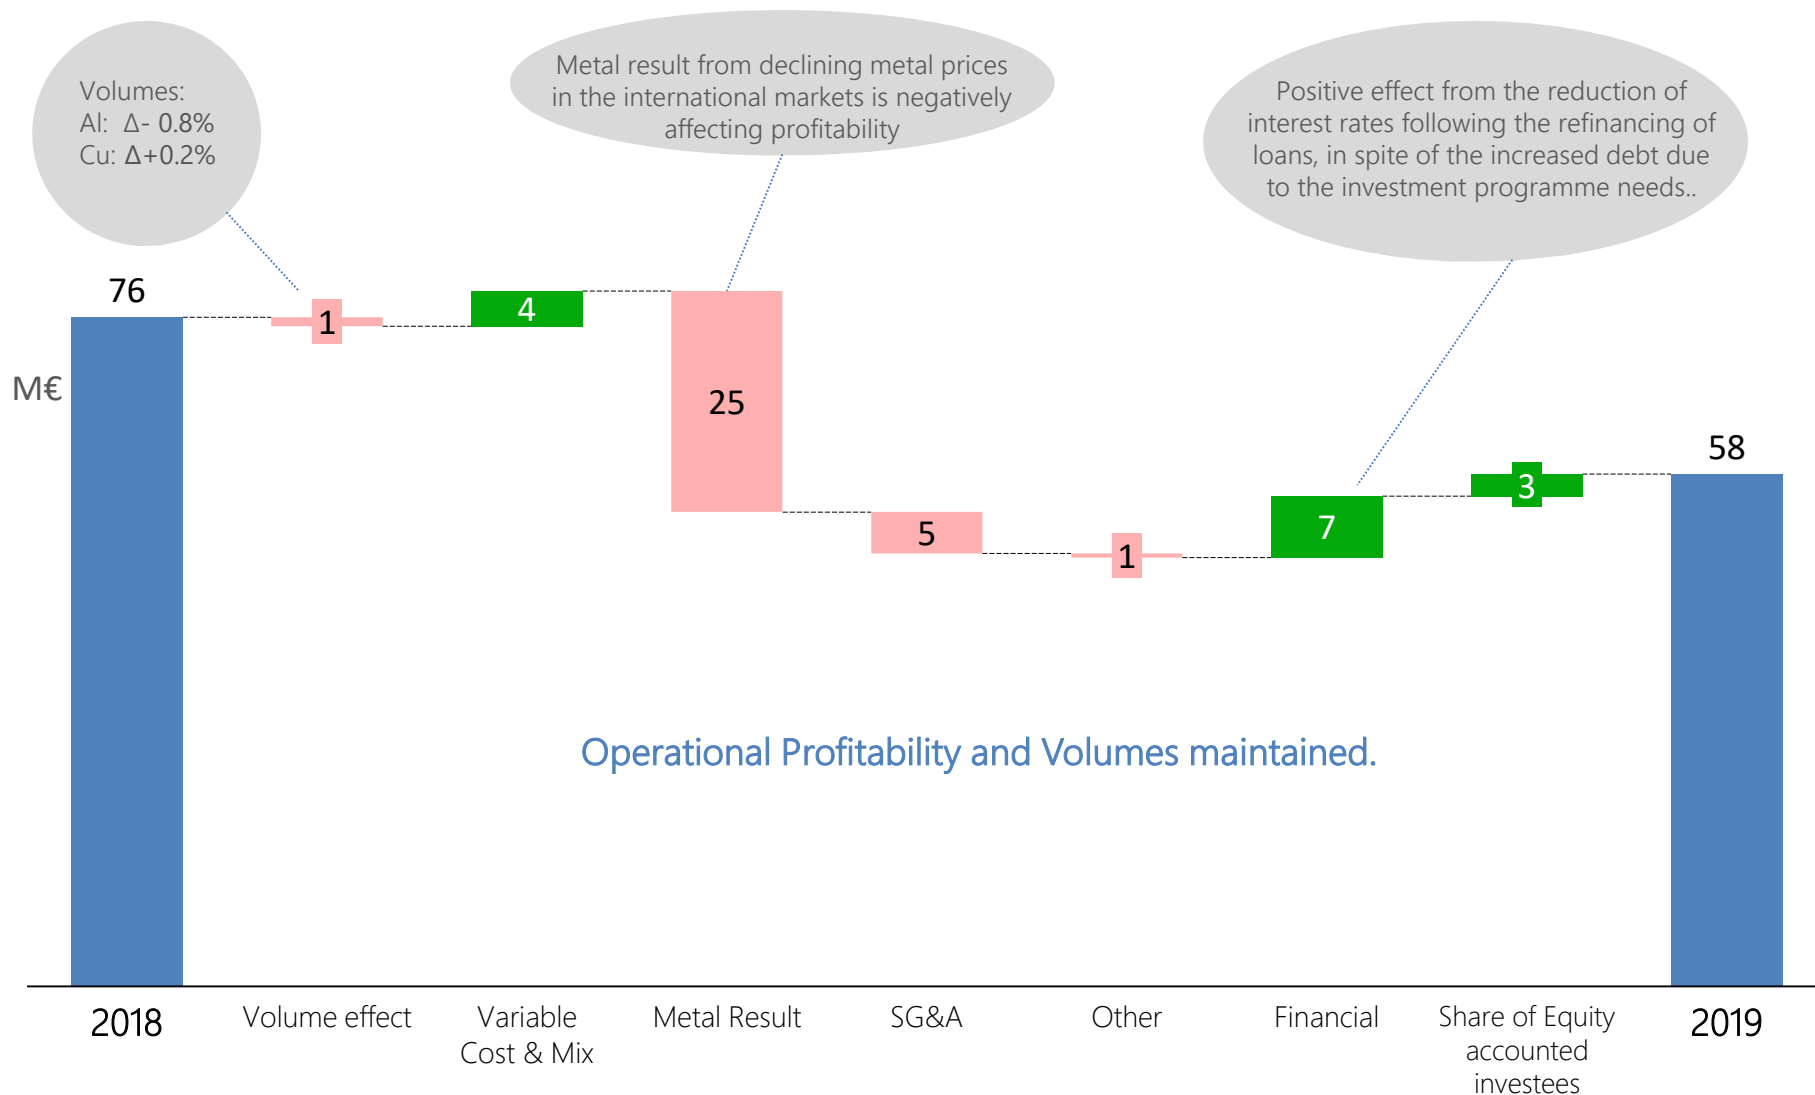 Volumes:
Al: Δ- 0.8%
Cu: Δ+0.2%
Metal result from declining metal prices
in the international markets is negatively
affecting profitability
Positive effect from the reduction of
interest rates following the refinancing of
loans, in spite of the increased debt due
to the investment programme needs..
76
1
4
25
5
1
7
3
58
M€
Operational Profitability and Volumes maintained.
2018
Volume effect
Variable
Cost & Mix
Metal Result
SG&A
Other
Financial
Share of Equity
accounted
investees
2019